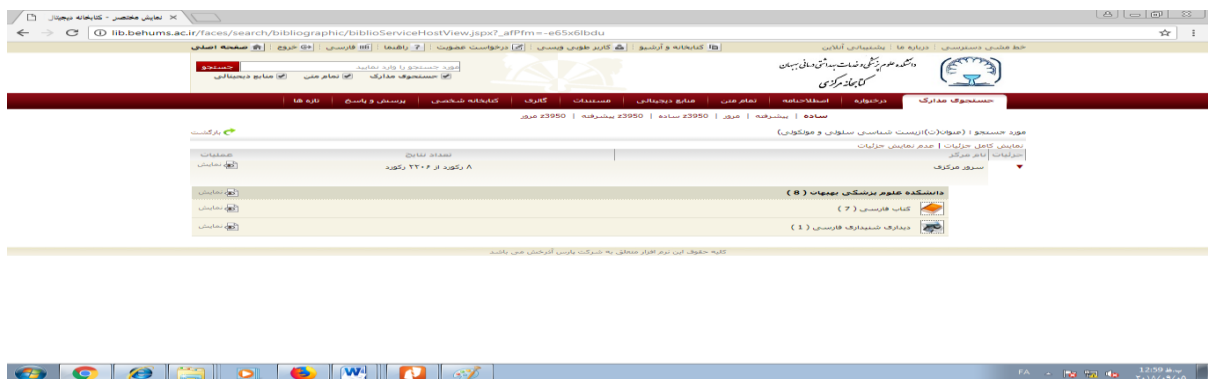 نمایش مختصر - کتابخانه دیجیتال
lib.behums.ac.ir/faces/search/bibliographic/biblioServiceHostView.jspx?_afPfm=-e65x6lbdu
خط مشی دسترسی | درباره ما | پشتیبانی آنلاین
کتابخانه و آرشیو | کاربر طوبی ویسی | درخواست عضویت | راهنما | فارسی | خروج | صفحه اصلی
دانشکده علوم پزشکی و خدمات بهداشتی درمانی بهبهان
کتابخانه مرکزی
مورد جستجو را وارد نمایید
جستجو
جستجوی مدارک
تمام متن
منابع دیجیتالی
جستجوی مدارک | درختواره | اصطلاحنامه | تمام متن | منابع دیجیتالی | مستندات | گالری | کتابخانه شخصی | پرسش و پاسخ | تازه ها
ساده | پیشرفته | مرور | z3950 ساده | z3950 پیشرفته | z3950 مرور
مورد جستجو : (عنوان(ت)=زیست شناسی سلولی و مولکولی)
بازگشت
نمایش کامل جزئیات | عدم نمایش جزئیات
جزئیات نام مرکز
تعداد نتایج
عملیات
سرور مرکزی
۸ رکورد از ۲۲۰۶ رکورد
نمایش
دانشکده علوم پزشکی بهبهان ( 8 )
نمایش
کتاب فارسی ( 7 )
نمایش
دیداری شنیداری فارسی ( 1 )
نمایش
کلیه حقوق این نرم افزار متعلق به شرکت پارس آذرخش می باشد
FA
12:59 ب.ظ
۲۰۱۸/۰۹/۰۸